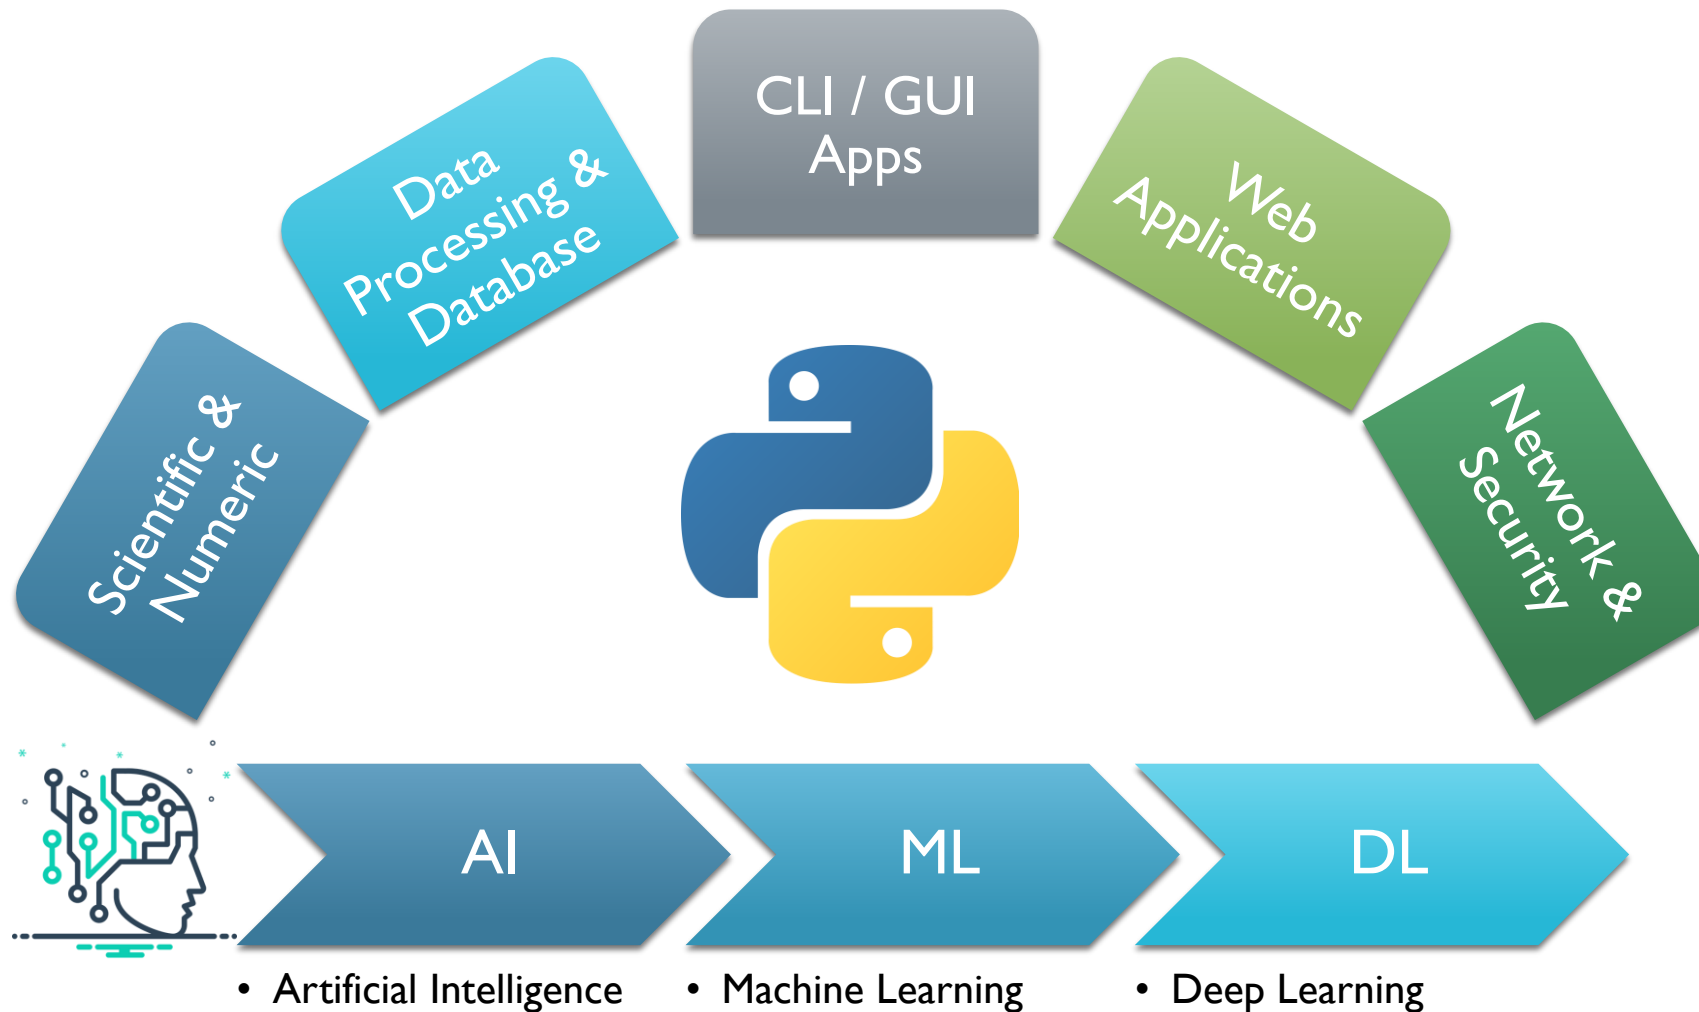 Scientific &
Numeric
Data
Processing &
Database
CLI / GUI
Apps
Web
Applications
Network &
Security
AI
ML
DL
• Artificial Intelligence
• Machine Learning
• Deep Learning